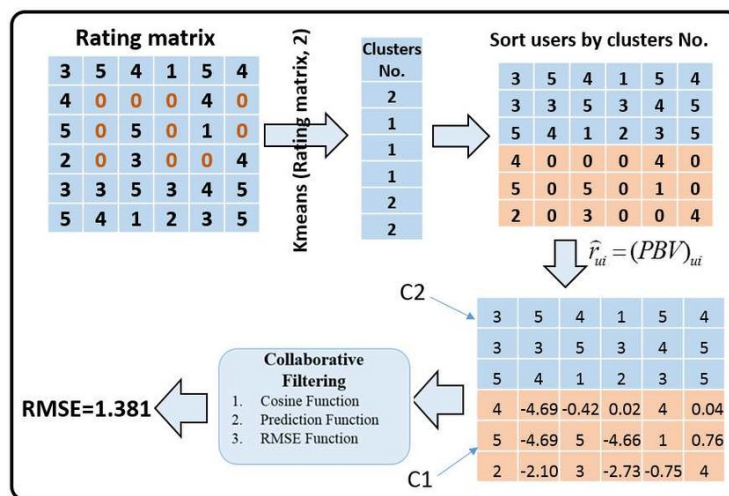 Rating matrix
3 5 4 1 5 4
4 0 0 0 4 0
5 0 5 0 1 0
2 0 3 0 0 4
3 3 5 3 4 5
5 4 1 2 3 5
Kmeans (Rating matrix, 2)
Clusters
No.
2
1
1
1
2
2
Sort users by clusters No.
3 5 4 1 5 4
3 3 5 3 4 5
5 4 1 2 3 5
4 0 0 0 4 0
5 0 5 0 1 0
2 0 3 0 0 4
r̂ui = (PBV)ui
C2
3 5 4 1 5 4
3 3 5 3 4 5
5 4 1 2 3 5
4 -4.69 -0.42 0.02 4 0.04
5 -4.69 5 -4.66 1 0.76
2 -2.10 3 -2.73 -0.75 4
C1
Collaborative
Filtering
1. Cosine Function
2. Prediction Function
3. RMSE Function
RMSE=1.381